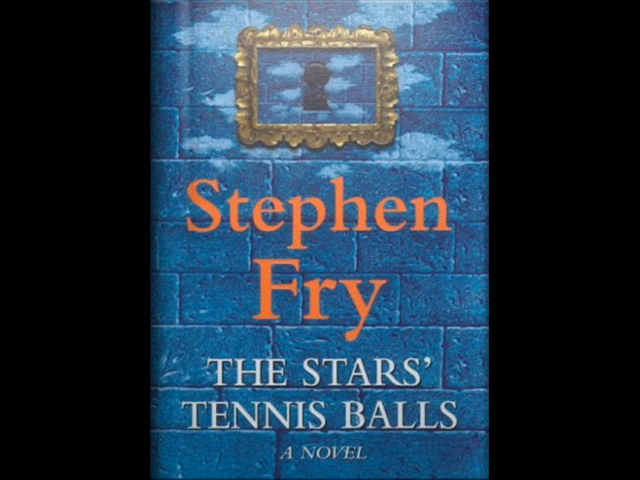 Stephen
Fry
THE STARS’
TENNIS BALLS
A NOVEL